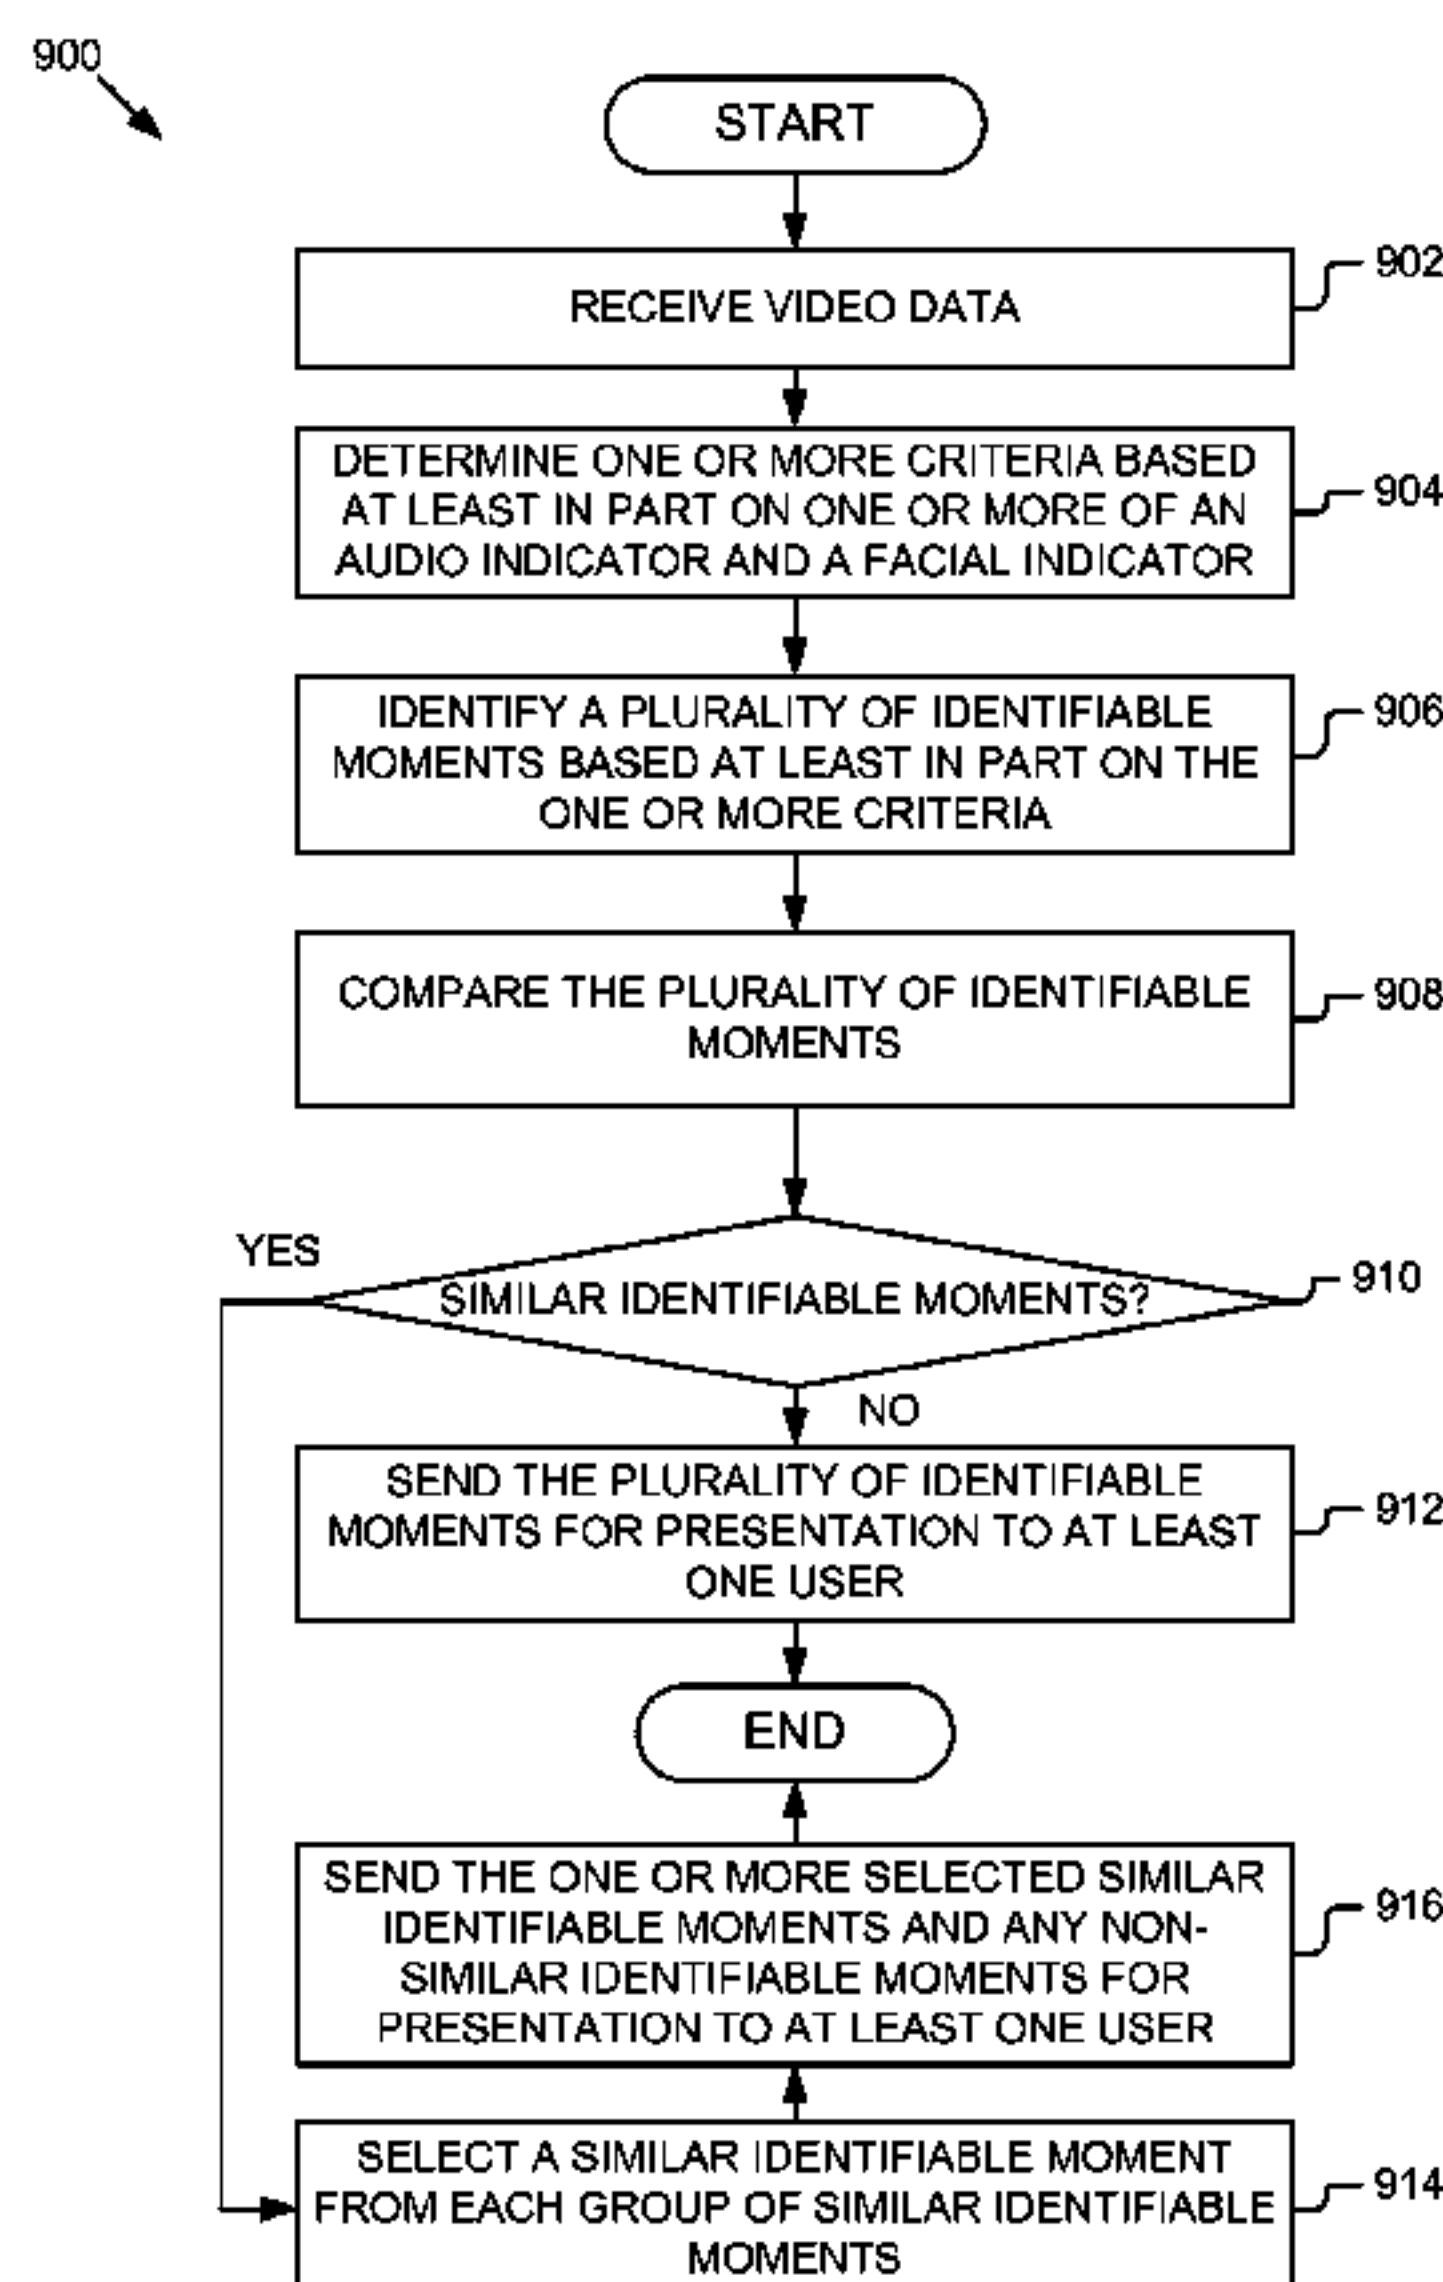 900
START
RECEIVE VIDEO DATA
902
DETERMINE ONE OR MORE CRITERIA BASED
AT LEAST IN PART ON ONE OR MORE OF AN
AUDIO INDICATOR AND A FACIAL INDICATOR
904
IDENTIFY A PLURALITY OF IDENTIFIABLE
MOMENTS BASED AT LEAST IN PART ON THE
ONE OR MORE CRITERIA
906
COMPARE THE PLURALITY OF IDENTIFIABLE
MOMENTS
908
YES
SIMILAR IDENTIFIABLE MOMENTS?
910
NO
SEND THE PLURALITY OF IDENTIFIABLE
MOMENTS FOR PRESENTATION TO AT LEAST
ONE USER
912
END
SEND THE ONE OR MORE SELECTED SIMILAR
IDENTIFIABLE MOMENTS AND ANY NON-
SIMILAR IDENTIFIABLE MOMENTS FOR
PRESENTATION TO AT LEAST ONE USER
916
SELECT A SIMILAR IDENTIFIABLE MOMENT
FROM EACH GROUP OF SIMILAR IDENTIFIABLE
MOMENTS
914